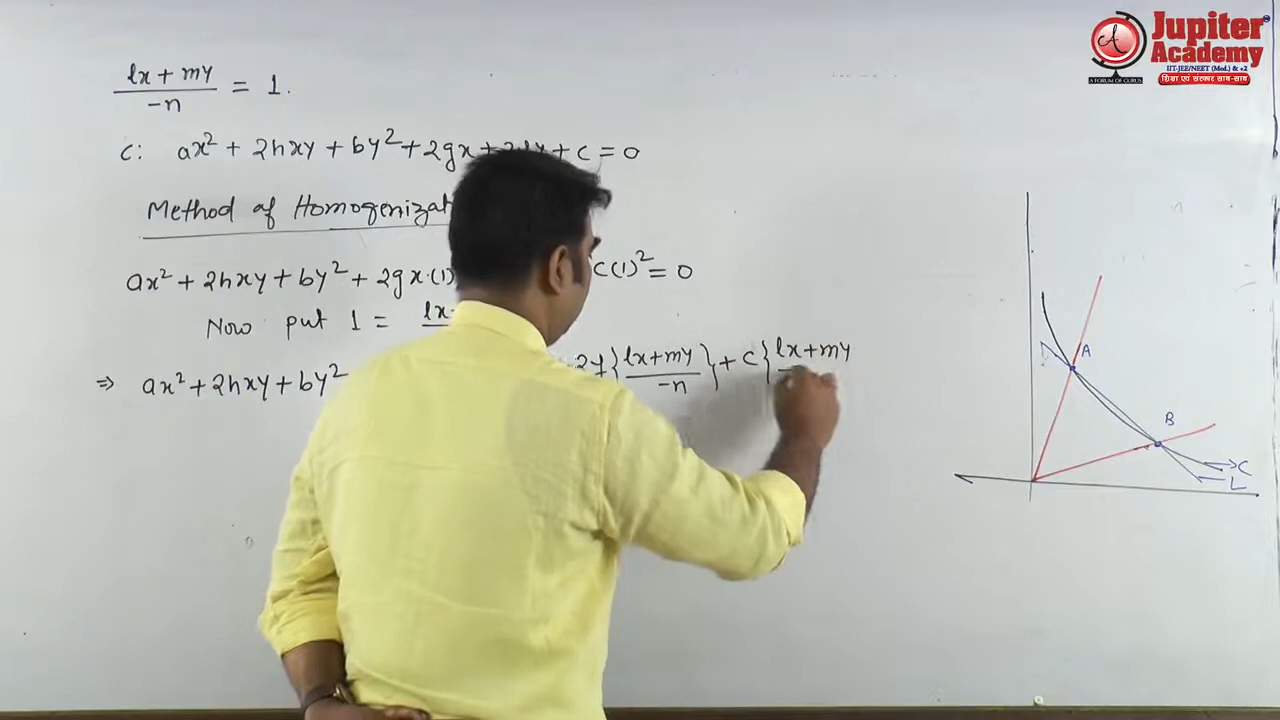 Jupiter
Academy
IIT-JEE/NEET (Med.) & +2
शिक्षा एवं संस्कार साथ-साथ
A FORUM OF GURUS
lx + my / -n = 1.
C: ax² + 2hxy + by² + 2gx + 2fy + c = 0
Method of Homogenizat
ax² + 2hxy + by² + 2gx·(1) C(1)² = 0
Now put 1 = lx
⇒ ax² + 2hxy + by² 2y{lx+my / -n} + C{lx+my
A
B
C
L